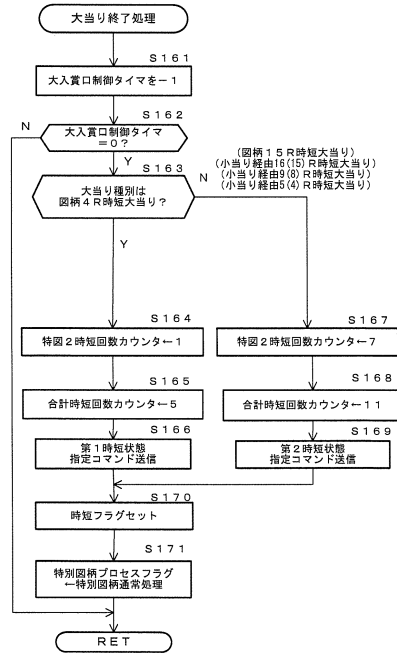 大当り終了処理
S161
大入賞口制御タイマを-1
S162
大入賞口制御タイマ
=0?
N
Y
S163
大当り種別は
図柄4R時短大当り?
N
(図柄15R時短大当り)
(小当り経由16(15)R時短大当り)
(小当り経由9(8)R時短大当り)
(小当り経由5(4)R時短大当り)
Y
S164
特図2時短回数カウンタ←1
S167
特図2時短回数カウンタ←7
S165
合計時短回数カウンタ←5
S168
合計時短回数カウンタ←11
S166
第1時短状態
指定コマンド送信
S169
第2時短状態
指定コマンド送信
S170
時短フラグセット
S171
特別図柄プロセスフラグ
←特別図柄通常処理
RET